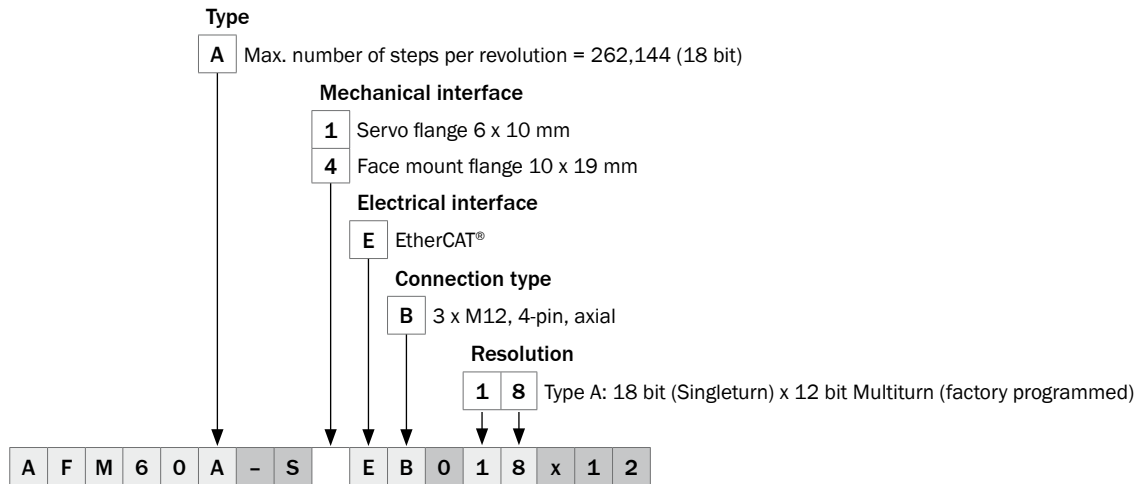 Type
A Max. number of steps per revolution = 262,144 (18 bit)
Mechanical interface
1 Servo flange 6 x 10 mm
4 Face mount flange 10 x 19 mm
Electrical interface
E EtherCAT®
Connection type
B 3 x M12, 4-pin, axial
Resolution
1 8 Type A: 18 bit (Singleturn) x 12 bit Multiturn (factory programmed)
A F M 6 0 A – S E B 0 1 8 x 1 2